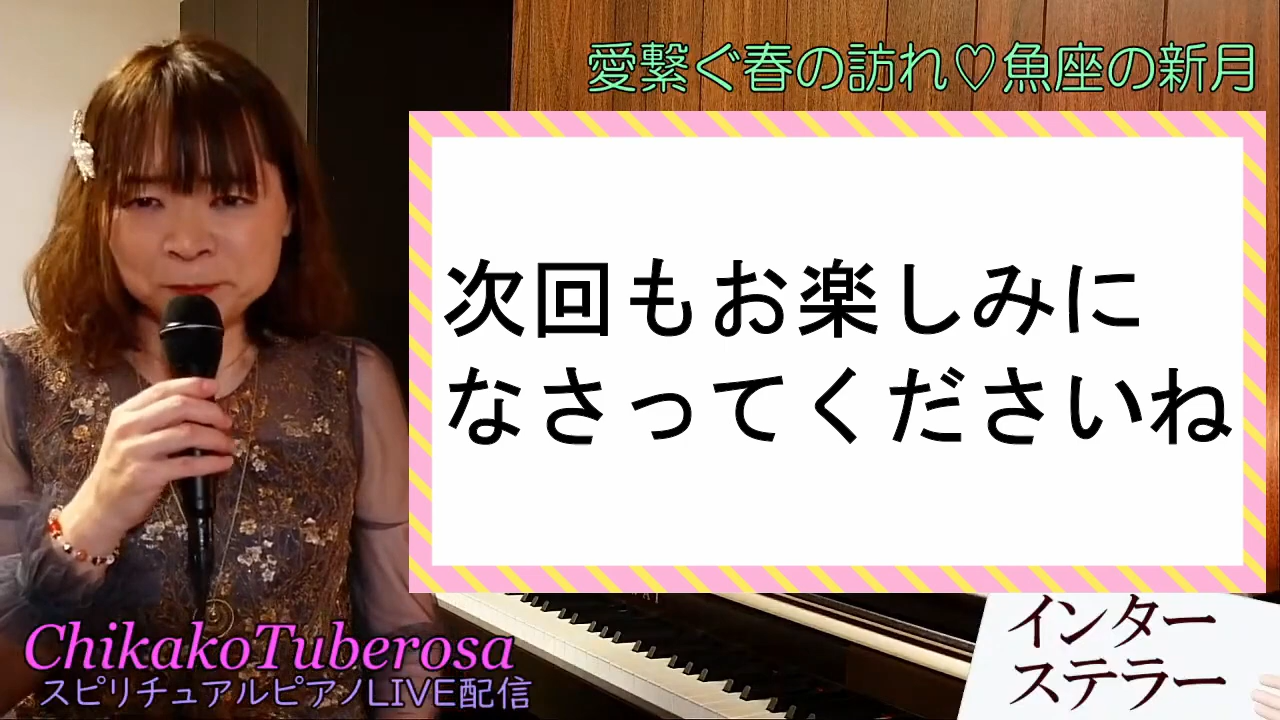 愛繋ぐ春の訪れ♡魚座の新月
次回もお楽しみに
なさってくださいね
ChikakoTuberosa
スピリチュアルピアノLIVE配信
インター
ステラー